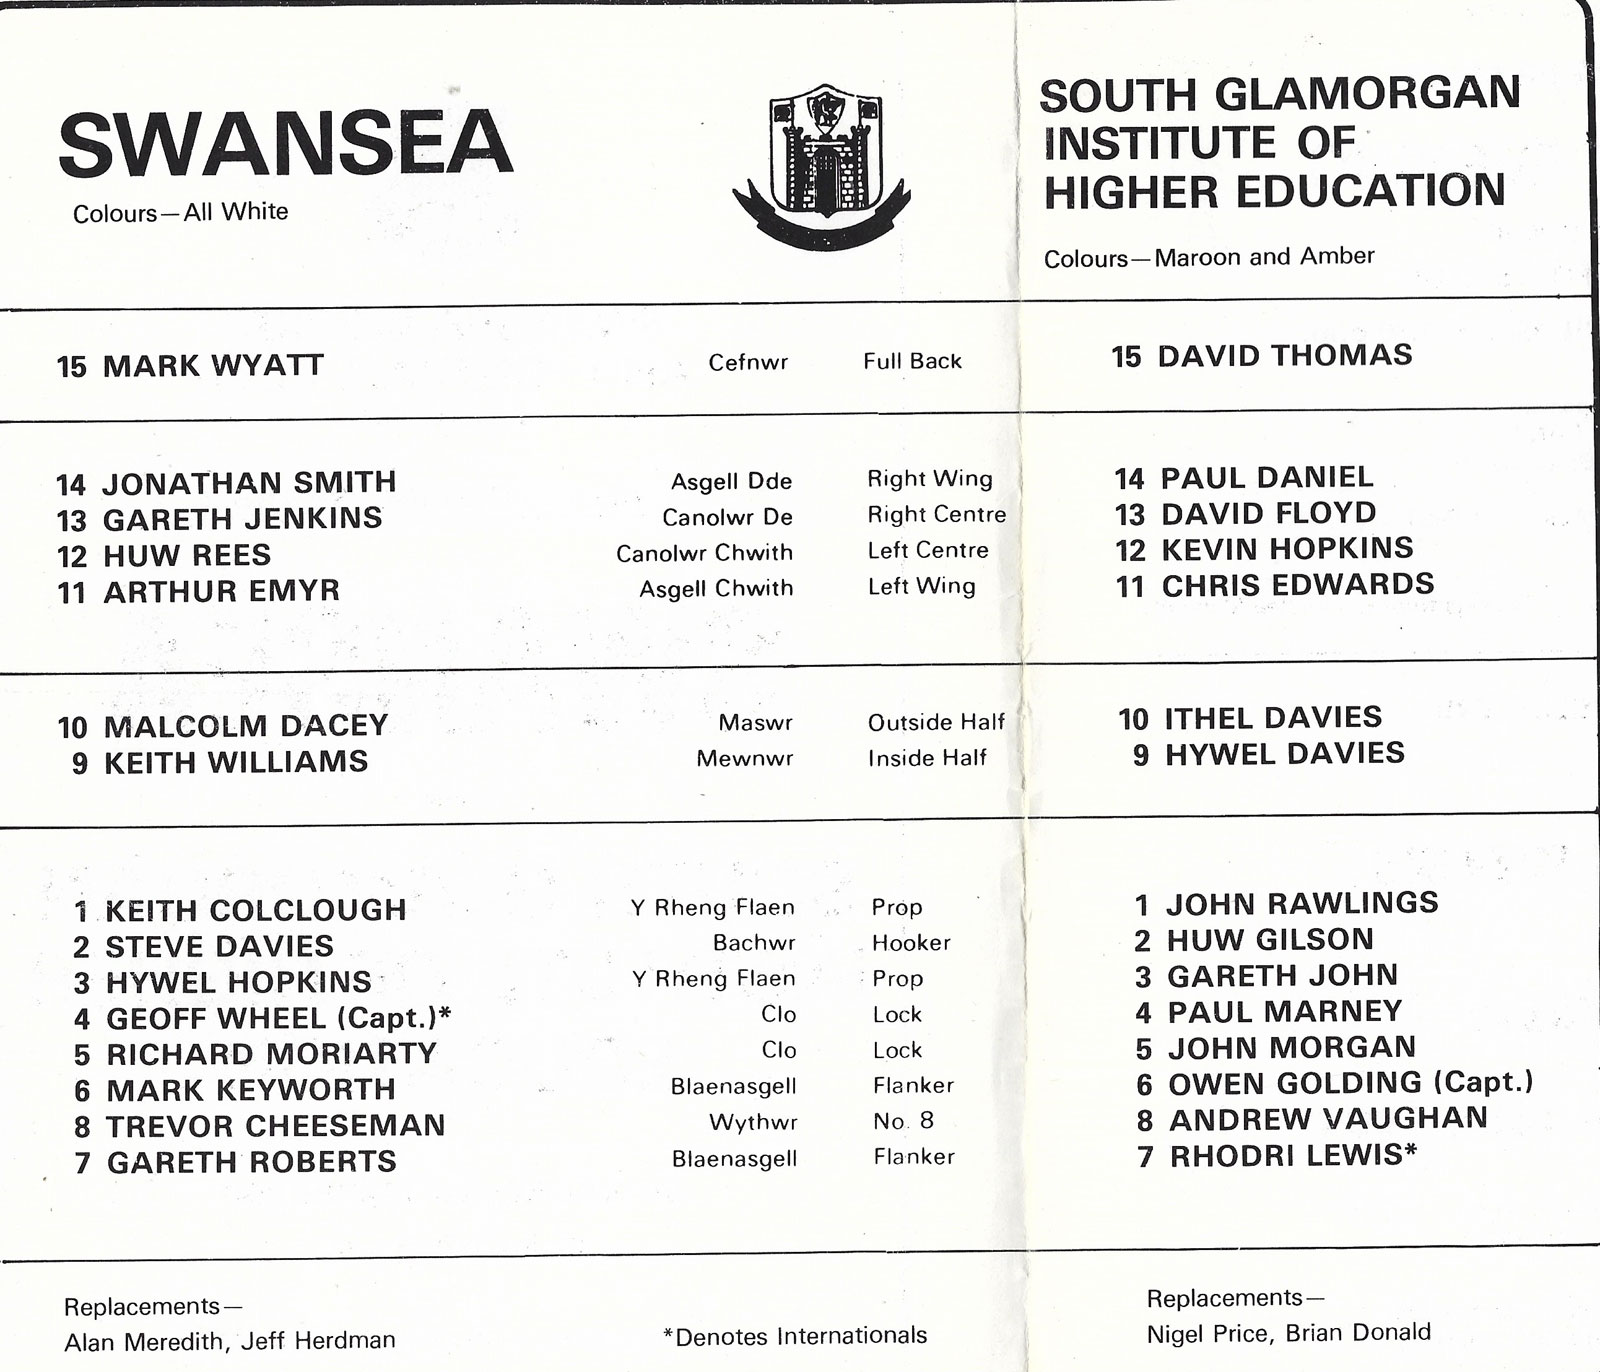 SWANSEA
Colours—All White
SOUTH GLAMORGAN
INSTITUTE OF
HIGHER EDUCATION
Colours—Maroon and Amber
15 MARK WYATT Cefnwr Full Back 15 DAVID THOMAS
14 JONATHAN SMITH Asgell Dde Right Wing 14 PAUL DANIEL
13 GARETH JENKINS Canolwr De Right Centre 13 DAVID FLOYD
12 HUW REES Canolwr Chwith Left Centre 12 KEVIN HOPKINS
11 ARTHUR EMYR Asgell Chwith Left Wing 11 CHRIS EDWARDS
10 MALCOLM DACEY Maswr Outside Half 10 ITHEL DAVIES
9 KEITH WILLIAMS Mewnwr Inside Half 9 HYWEL DAVIES
1 KEITH COLCLOUGH Y Rheng Flaen Prop 1 JOHN RAWLINGS
2 STEVE DAVIES Bachwr Hooker 2 HUW GILSON
3 HYWEL HOPKINS Y Rheng Flaen Prop 3 GARETH JOHN
4 GEOFF WHEEL (Capt.)* Clo Lock 4 PAUL MARNEY
5 RICHARD MORIARTY Clo Lock 5 JOHN MORGAN
6 MARK KEYWORTH Blaenasgell Flanker 6 OWEN GOLDING (Capt.)
8 TREVOR CHEESEMAN Wythwr No. 8 8 ANDREW VAUGHAN
7 GARETH ROBERTS Blaenasgell Flanker 7 RHODRI LEWIS*
Replacements—
Alan Meredith, Jeff Herdman
*Denotes Internationals
Replacements—
Nigel Price, Brian Donald